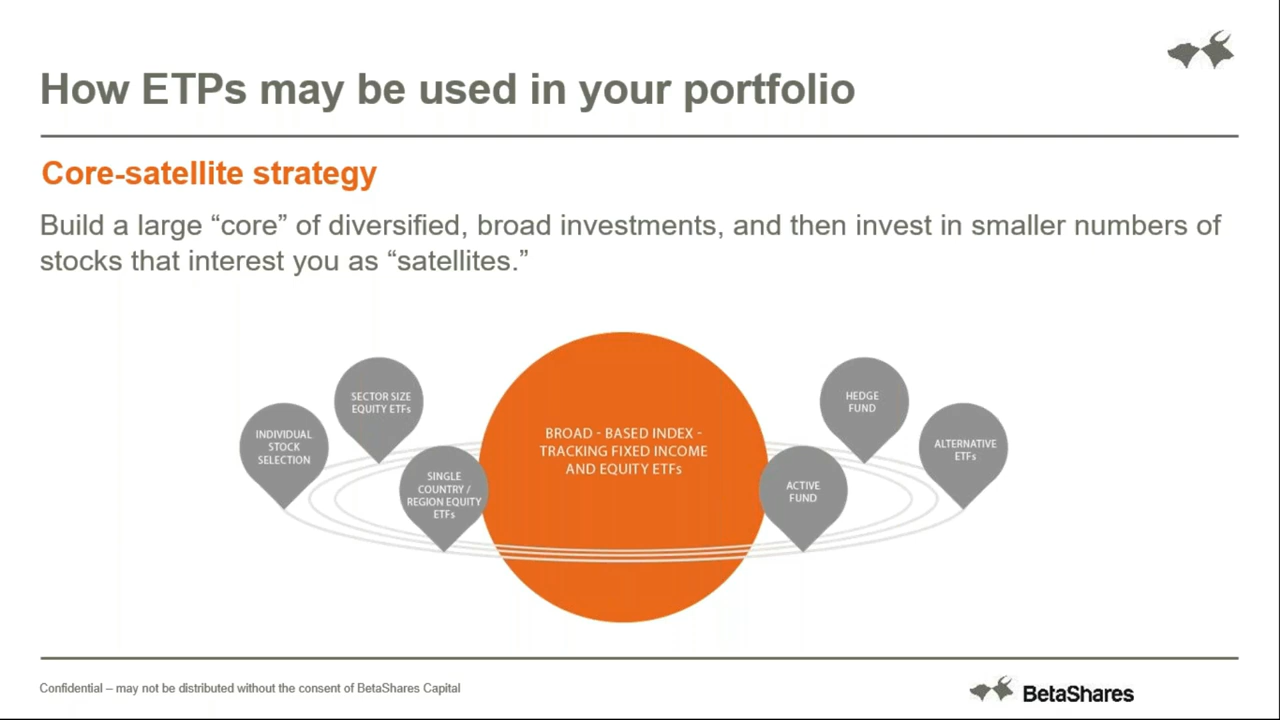 How ETPs may be used in your portfolio
Core-satellite strategy
Build a large “core” of diversified, broad investments, and then invest in smaller numbers of
stocks that interest you as “satellites.”
INDIVIDUAL
STOCK
SELECTION
SECTOR SIZE
EQUITY ETFs
SINGLE
COUNTRY /
REGION EQUITY
ETFs
BROAD - BASED INDEX -
TRACKING FIXED INCOME
AND EQUITY ETFs
ACTIVE
FUND
HEDGE
FUND
ALTERNATIVE
ETFs
Confidential – may not be distributed without the consent of BetaShares Capital
BetaShares